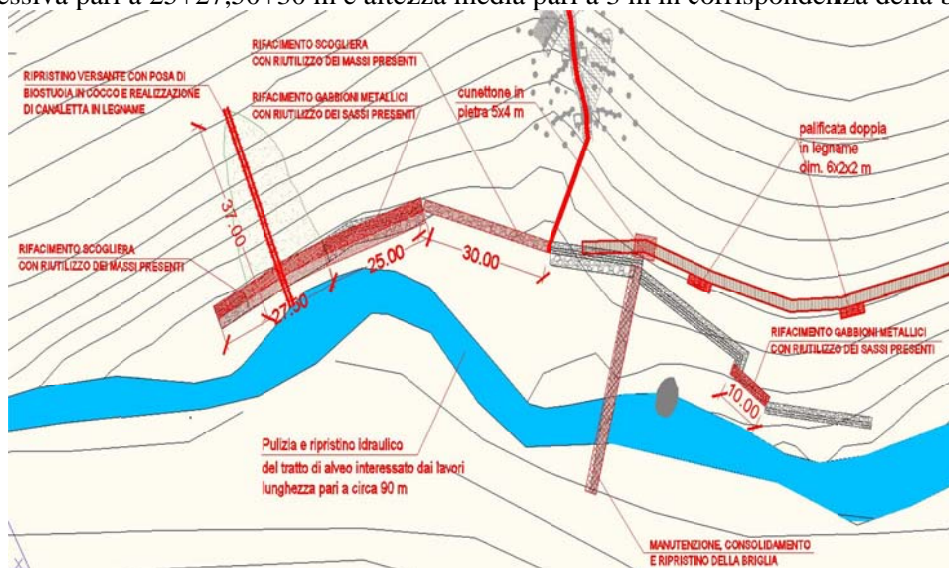 essiva pari a 25+27,50+30 m e altezza media pari a 3 m in corrispondenza della
RIFACIMENTO SCOGLIERA
CON RIUTILIZZO DEI MASSI PRESENTI
RIPRISTINO VERSANTE CON POSA DI
BIOSTUDIA IN COCCO E REALIZZAZIONE
DI CANALETTA IN LEGNAME
RIFACIMENTO GABBIONI METALLICI
CON RIUTILIZZO DEI SASSI PRESENTI
cunettone in
pietra 5x4 m
palificata doppia
in legname
dim. 6x2x2 m
37.00
RIFACIMENTO SCOGLIERA
CON RIUTILIZZO DEI MASSI PRESENTI
25.00
30.00
27.50
RIFACIMENTO GABBIONI METALLICI
CON RIUTILIZZO DEI SASSI PRESENTI
10.00
Pulizia e ripristino idraulico
del tratto di alveo interessato dai lavori
lunghezza pari a circa 90 m
MANUTENZIONE, CONSOLIDAMENTO
E RIPRISTINO DELLA BRIGLIA
X